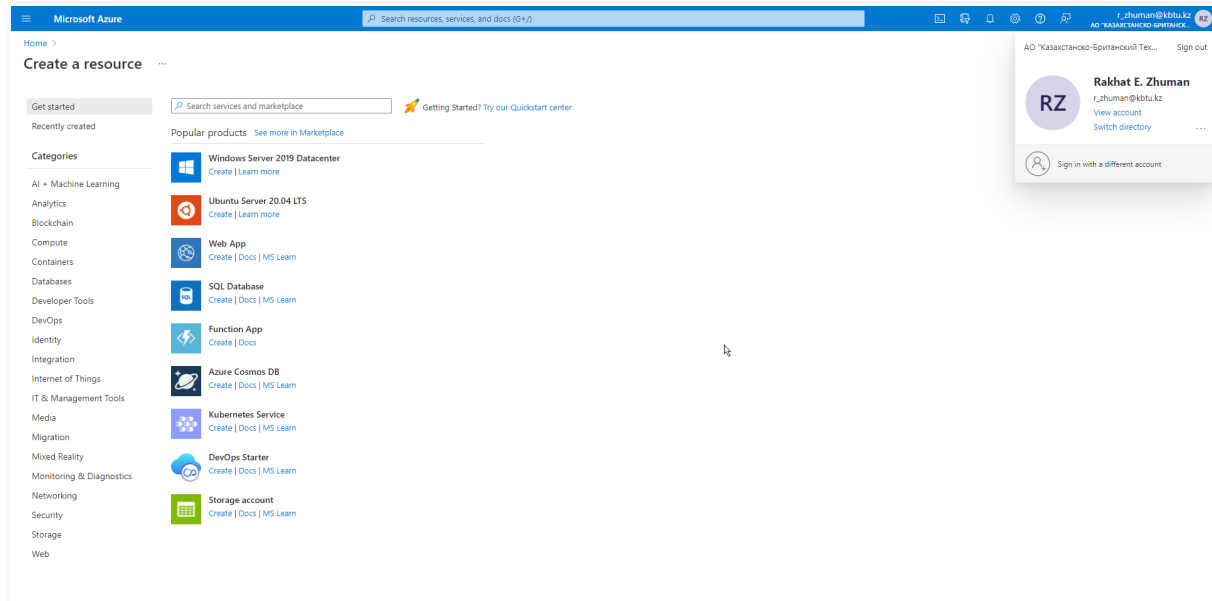 Microsoft Azure
Search resources, services, and docs (G+/)
r_zhuman@kbtu.kz
АО "КАЗАХСТАНСКО-БРИТАНСК...
RZ
Home >
Create a resource ...
АО "Казахстанско-Британский Тех... Sign out
RZ
Rakhat E. Zhuman
r_zhuman@kbtu.kz
View account
Switch directory ...
Sign in with a different account
Get started
Recently created
Categories
AI + Machine Learning
Analytics
Blockchain
Compute
Containers
Databases
Developer Tools
DevOps
Identity
Integration
Internet of Things
IT & Management Tools
Media
Migration
Mixed Reality
Monitoring & Diagnostics
Networking
Security
Storage
Web
Search services and marketplace
Getting Started? Try our Quickstart center
Popular products See more in Marketplace
Windows Server 2019 Datacenter
Create | Learn more
Ubuntu Server 20.04 LTS
Create | Learn more
Web App
Create | Docs | MS Learn
SQL
SQL Database
Create | Docs | MS Learn
Function App
Create | Docs
Azure Cosmos DB
Create | Docs | MS Learn
Kubernetes Service
Create | Docs | MS Learn
DevOps Starter
Create | Docs | MS Learn
Storage account
Create | Docs | MS Learn